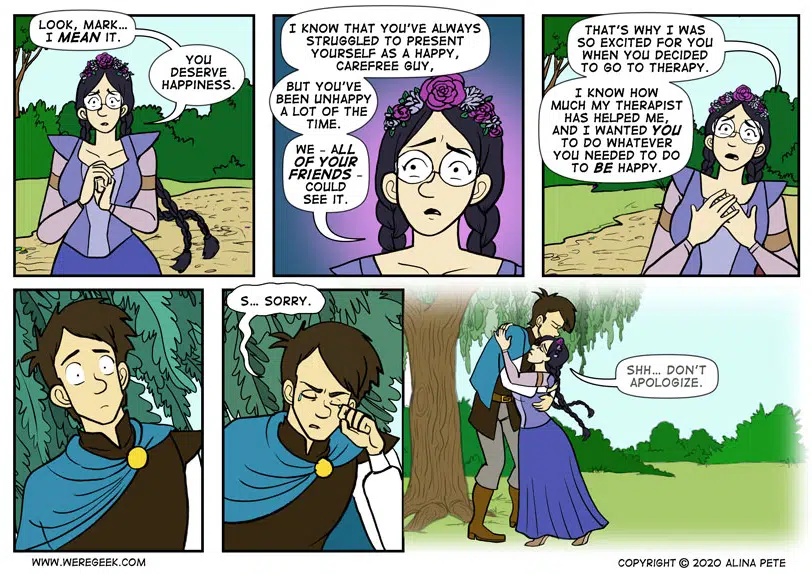 LOOK, MARK...
I MEAN IT.
YOU
DESERVE
HAPPINESS.
I KNOW THAT YOU'VE ALWAYS
STRUGGLED TO PRESENT
YOURSELF AS A HAPPY,
CAREFREE GUY,
BUT YOU'VE
BEEN UNHAPPY
A LOT OF THE
TIME.
WE - ALL
OF YOUR
FRIENDS -
COULD
SEE IT.
THAT'S WHY I WAS
SO EXCITED FOR YOU
WHEN YOU DECIDED
TO GO TO THERAPY.
I KNOW HOW
MUCH MY THERAPIST
HAS HELPED ME,
AND I WANTED YOU
TO DO WHATEVER
YOU NEEDED TO DO
TO BE HAPPY.
S... SORRY.
SHH... DON'T
APOLOGIZE.
WWW.WEREGEEK.COM
COPYRIGHT © 2020 ALINA PETE